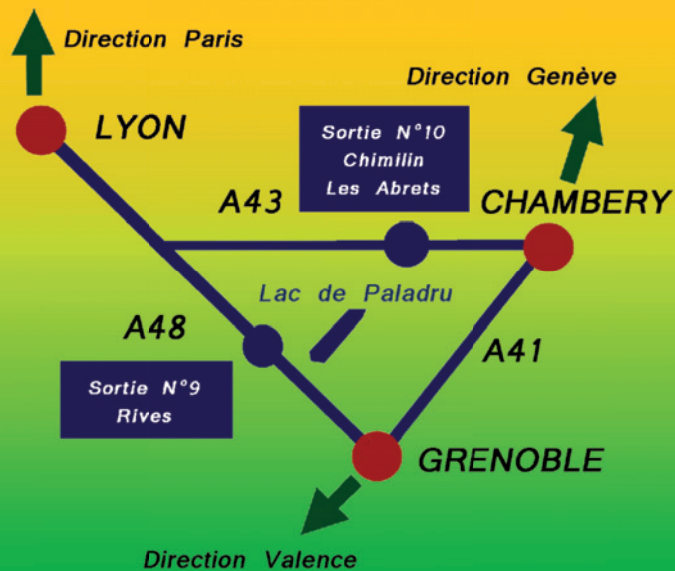 Direction Paris
Direction Genève
LYON
Sortie N°10
Chimilin
Les Abrets
A43
CHAMBERY
Lac de Paladru
A48
A41
Sortie N°9
Rives
GRENOBLE
Direction Valence